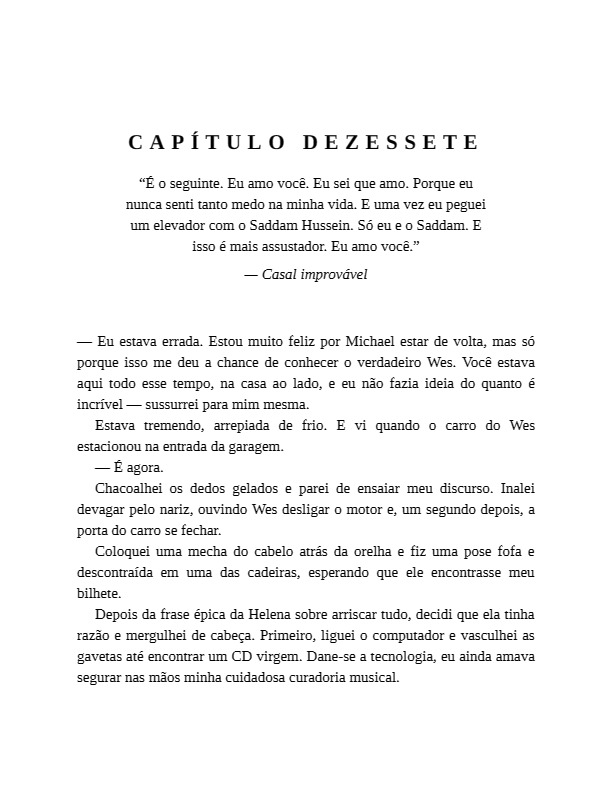 CAPÍTULO DEZESSETE
“É o seguinte. Eu amo você. Eu sei que amo. Porque eu
nunca senti tanto medo na minha vida. E uma vez eu peguei
um elevador com o Saddam Hussein. Só eu e o Saddam. E
isso é mais assustador. Eu amo você.”
— Casal improvável
— Eu estava errada. Estou muito feliz por Michael estar de volta, mas só
porque isso me deu a chance de conhecer o verdadeiro Wes. Você estava
aqui todo esse tempo, na casa ao lado, e eu não fazia ideia do quanto é
incrível — sussurrei para mim mesma.
Estava tremendo, arrepiada de frio. E vi quando o carro do Wes
estacionou na entrada da garagem.
— É agora.
Chacoalhei os dedos gelados e parei de ensaiar meu discurso. Inalei
devagar pelo nariz, ouvindo Wes desligar o motor e, um segundo depois, a
porta do carro se fechar.
Coloquei uma mecha do cabelo atrás da orelha e fiz uma pose fofa e
descontraída em uma das cadeiras, esperando que ele encontrasse meu
bilhete.
Depois da frase épica da Helena sobre arriscar tudo, decidi que ela tinha
razão e mergulhei de cabeça. Primeiro, liguei o computador e vasculhei as
gavetas até encontrar um CD virgem. Dane-se a tecnologia, eu ainda amava
segurar nas mãos minha cuidadosa curadoria musical.